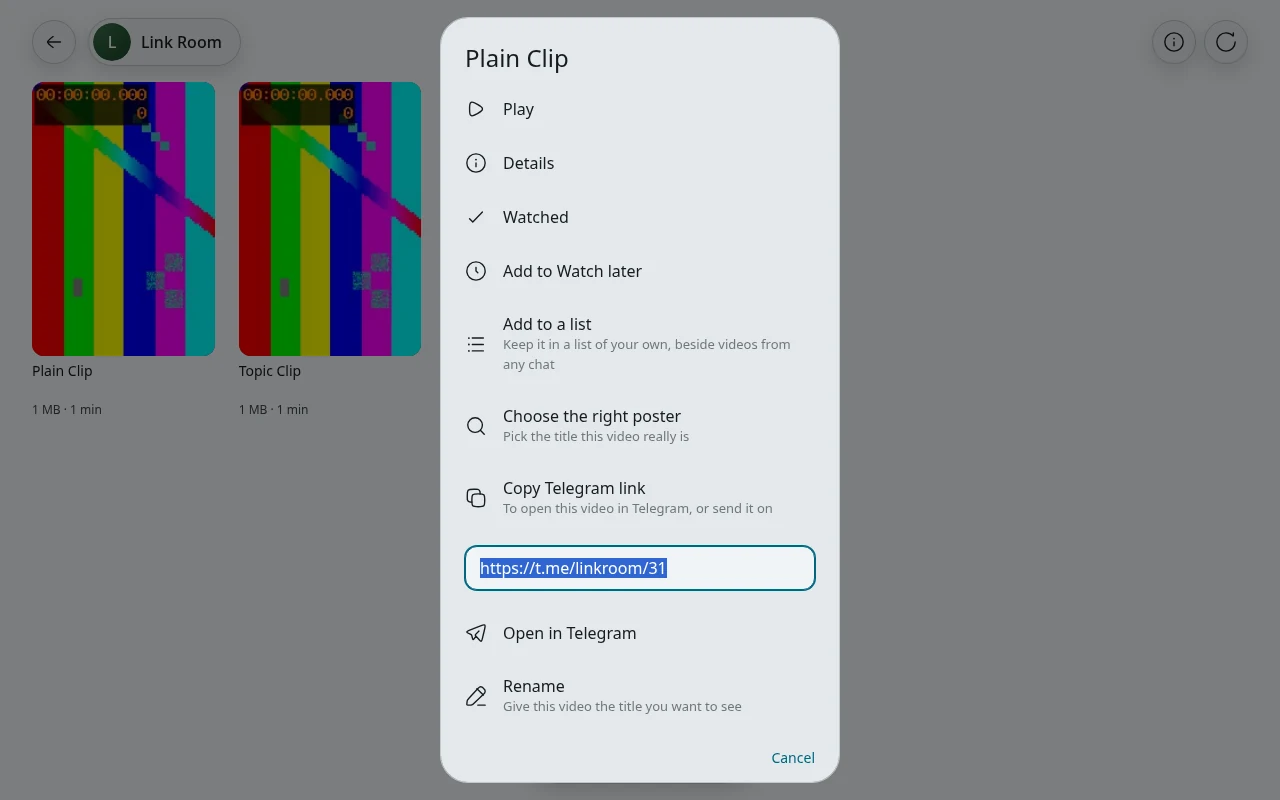 L Link Room
00:00:00.000
0
00:00:00.000
0
Plain Clip
1 MB · 1 min
Topic Clip
1 MB · 1 min
Plain Clip
Play
Details
Watched
Add to Watch later
Add to a list
Keep it in a list of your own, beside videos from
any chat
Choose the right poster
Pick the title this video really is
Copy Telegram link
To open this video in Telegram, or send it on
https://t.me/linkroom/31
Open in Telegram
Rename
Give this video the title you want to see
Cancel